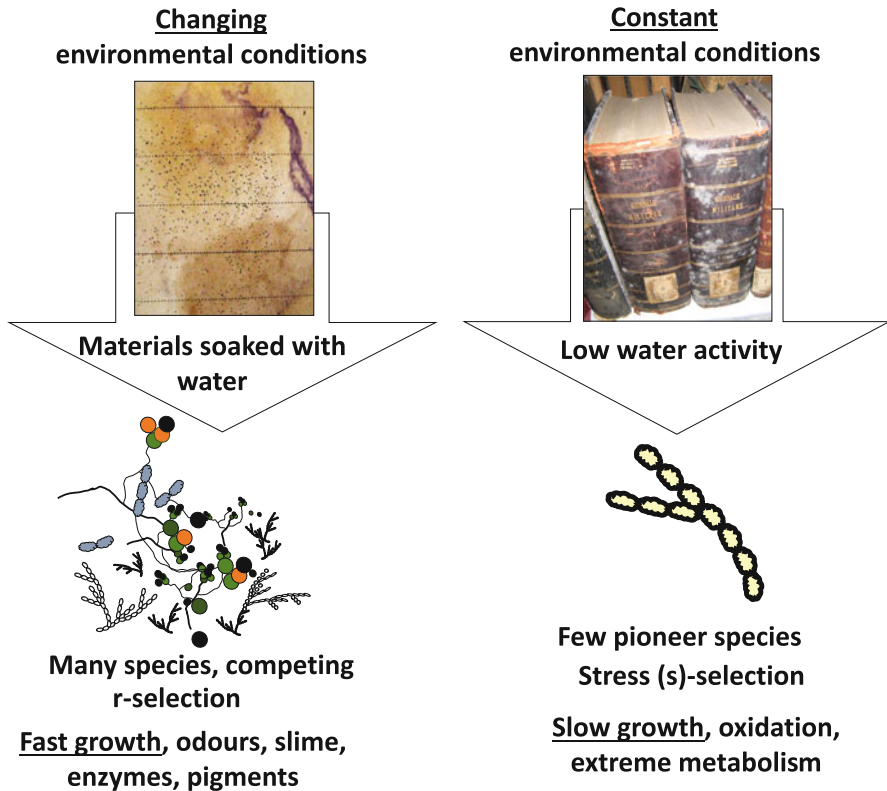 Changing
environmental conditions
Materials soaked with
water
Many species, competing
r-selection
Fast growth, odours, slime,
enzymes, pigments
Constant
environmental conditions
MILITARE
Low water activity
Few pioneer species
Stress (s)-selection
Slow growth, oxidation,
extreme metabolism